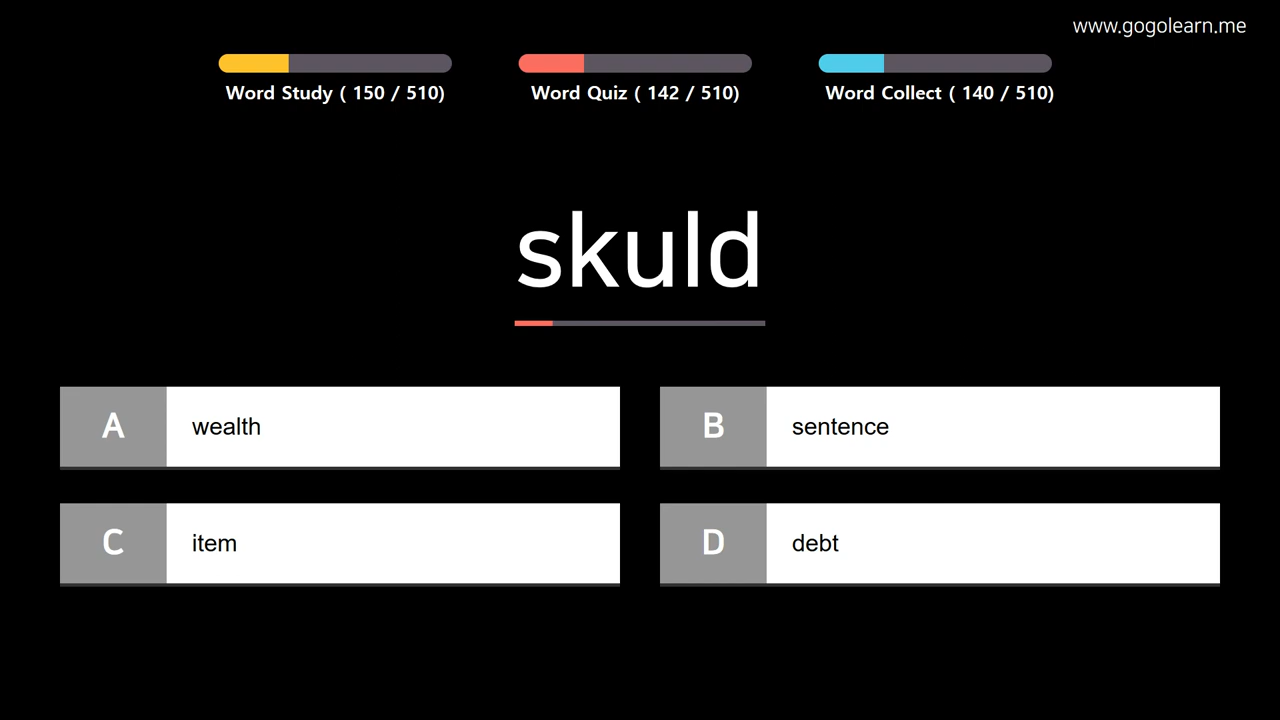 www.gogolearn.me
Word Study ( 150 / 510)
Word Quiz ( 142 / 510)
Word Collect ( 140 / 510)
skuld
A wealth
B sentence
C item
D debt